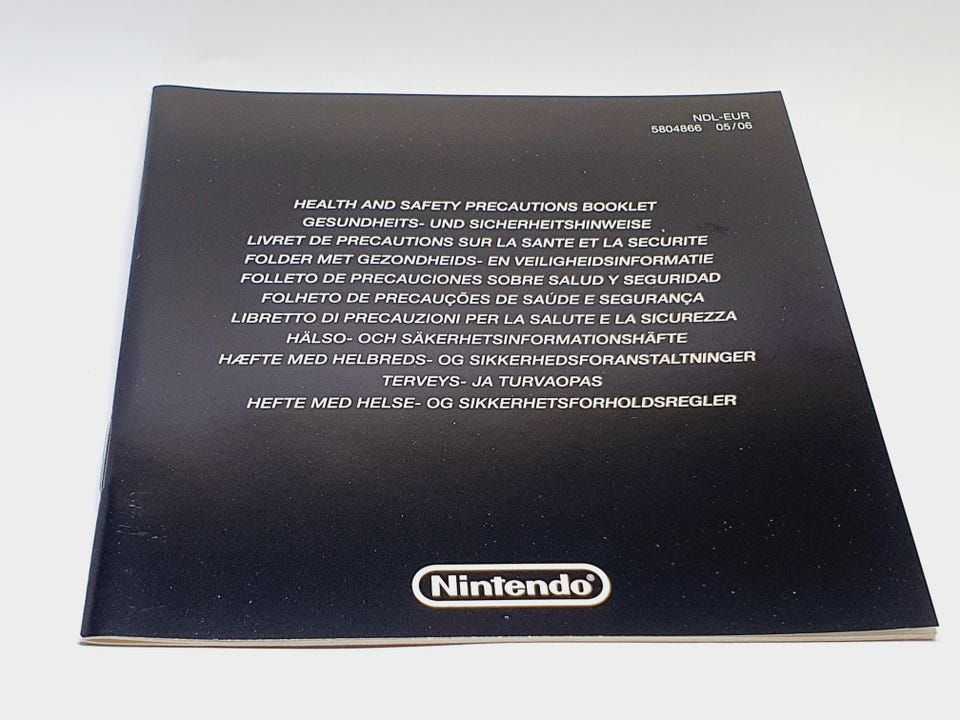 NDL-EUR
5804866 05/06
HEALTH AND SAFETY PRECAUTIONS BOOKLET
GESUNDHEITS- UND SICHERHEITSHINWEISE
LIVRET DE PRECAUTIONS SUR LA SANTE ET LA SECURITE
FOLDER MET GEZONDHEIDS- EN VEILIGHEIDSINFORMATIE
FOLLETO DE PRECAUCIONES SOBRE SALUD Y SEGURIDAD
FOLHETO DE PRECAUÇÕES DE SAÚDE E SEGURANÇA
LIBRETTO DI PRECAUZIONI PER LA SALUTE E LA SICUREZZA
HÄLSO- OCH SÄKERHETSINFORMATIONSHÄFTE
HÆFTE MED HELBREDS- OG SIKKERHEDSFORANSTALTNINGER
TERVEYS- JA TURVAOPAS
HEFTE MED HELSE- OG SIKKERHETSFORHOLDSREGLER
Nintendo®